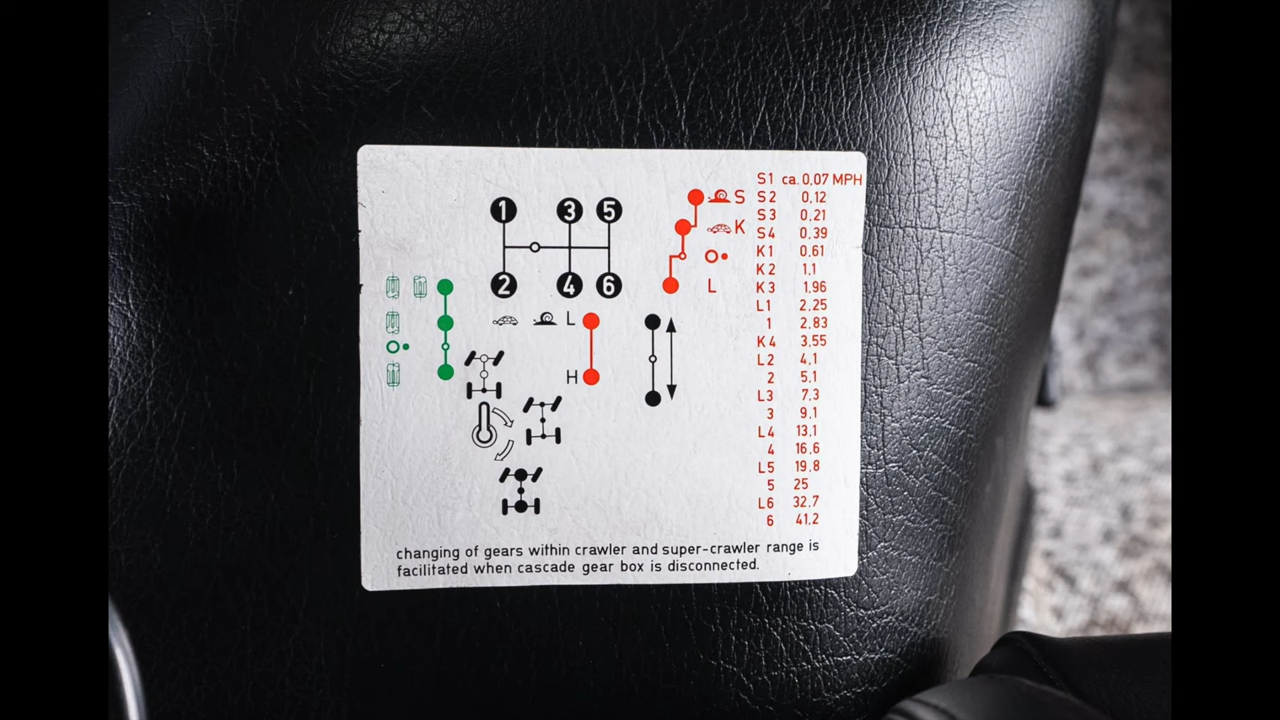 1 3 5
2 4 6
S
K
L
L
H
S1 ca. 0,07 MPH
S2 0,12
S3 0,21
S4 0,39
K1 0,61
K2 1,1
K3 1,96
L1 2,25
1 2,83
K4 3,55
L2 4,1
2 5,1
L3 7,3
3 9,1
L4 13,1
4 16,6
L5 19,8
5 25
L6 32,7
6 41,2
changing of gears within crawler and super-crawler range is
facilitated when cascade gear box is disconnected.